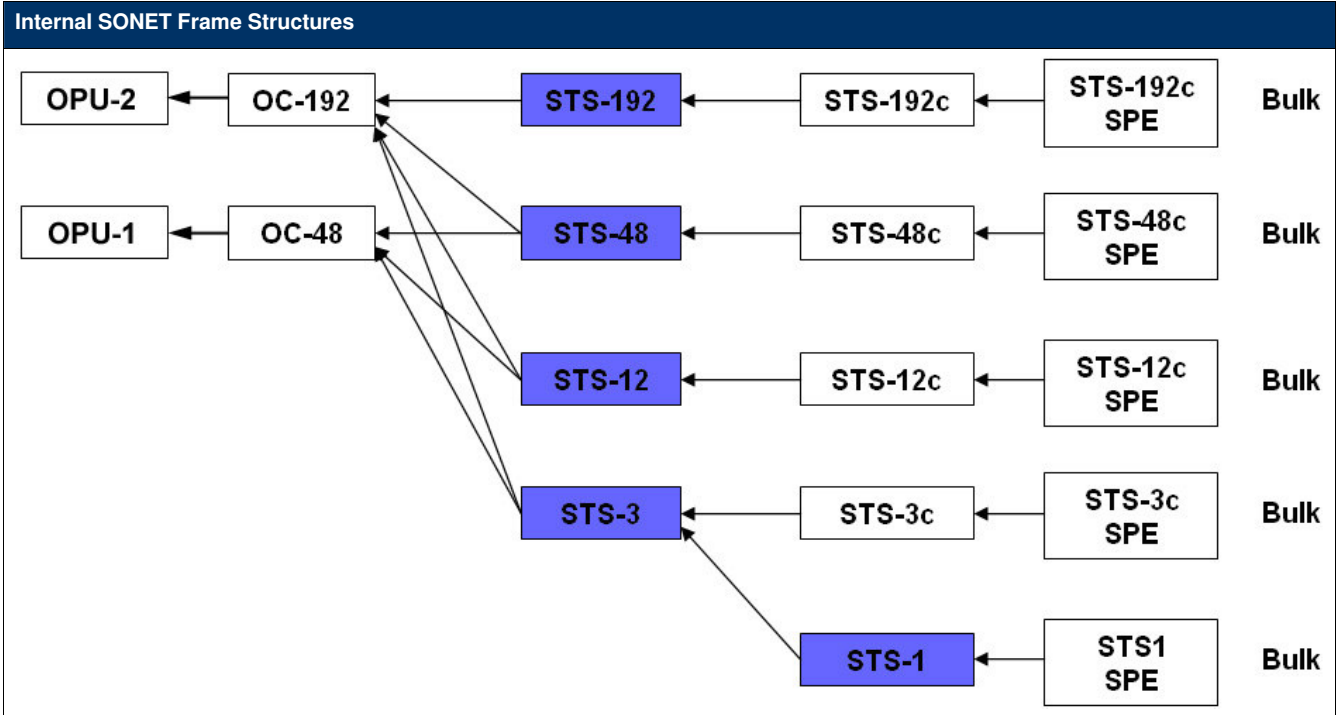 Internal SONET Frame Structures
OPU-2
OC-192
STS-192
STS-192c
STS-192c
SPE
Bulk
OPU-1
OC-48
STS-48
STS-48c
STS-48c
SPE
Bulk
STS-12
STS-12c
STS-12c
SPE
Bulk
STS-3
STS-3c
STS-3c
SPE
Bulk
STS-1
STS1
SPE
Bulk